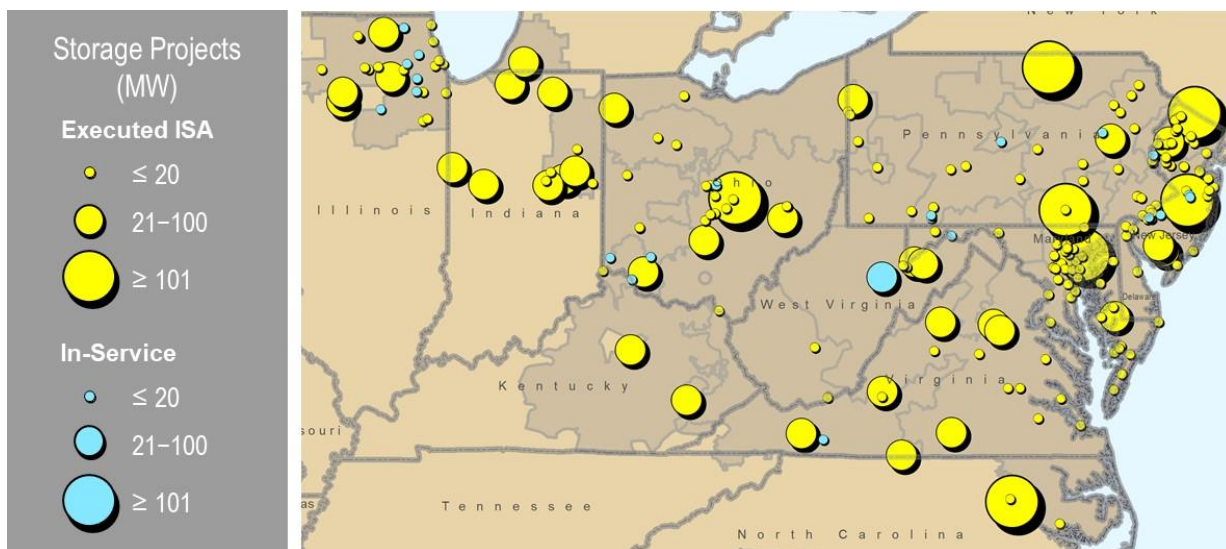 Storage Projects
(MW)
Executed ISA
≤ 20
21–100
≥ 101
In-Service
≤ 20
21–100
≥ 101
New York
Pennsylvania
Ohio
Illinois
Indiana
Maryland
New Jersey
West Virginia
Delaware
Kentucky
Virginia
Tennessee
North Carolina